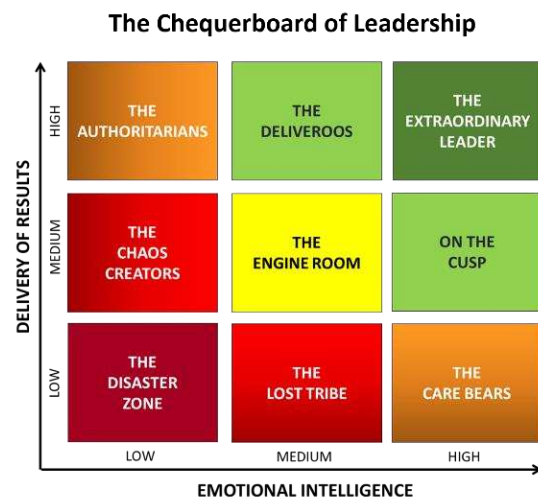 The Chequerboard of Leadership
DELIVERY OF RESULTS
HIGH
THE
AUTHORITARIANS
THE
DELIVEROOS
THE
EXTRAORDINARY
LEADER
MEDIUM
THE
CHAOS
CREATORS
THE
ENGINE ROOM
ON THE
CUSP
LOW
THE
DISASTER
ZONE
THE
LOST TRIBE
THE
CARE BEARS
LOW
MEDIUM
HIGH
EMOTIONAL INTELLIGENCE